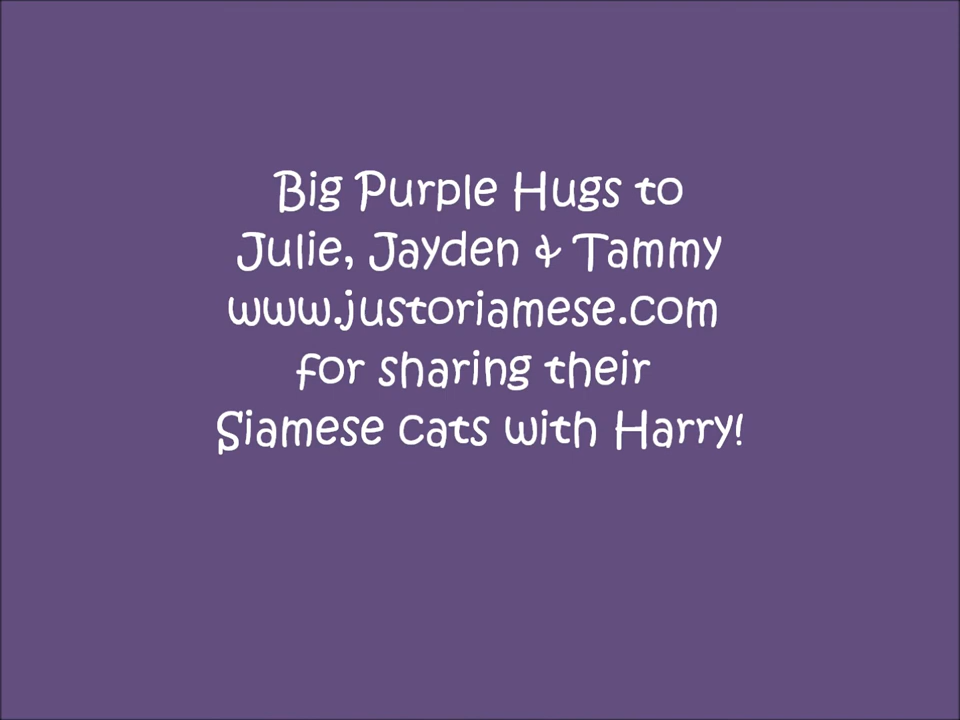 Big Purple Hugs to
Julie, Jayden & Tammy
www.justoriamese.com
for sharing their
Siamese cats with Harry!